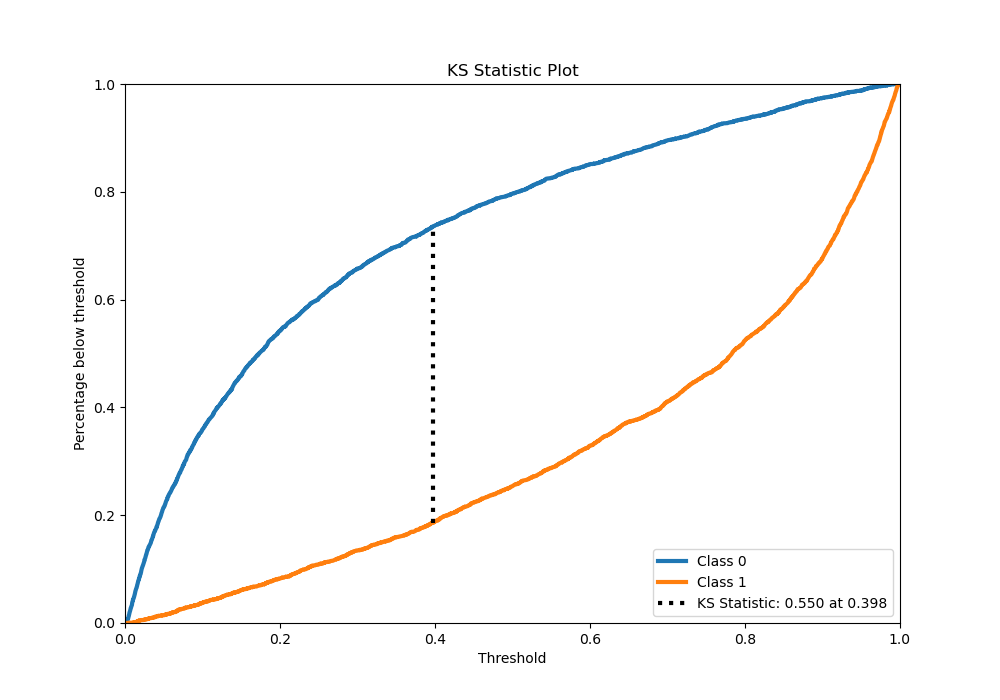 KS Statistic Plot
1.0
0.8
0.6
0.4
0.2
0.0
Percentage below threshold
0.0 0.2 0.4 0.6 0.8 1.0
Threshold
Class 0
Class 1
KS Statistic: 0.550 at 0.398